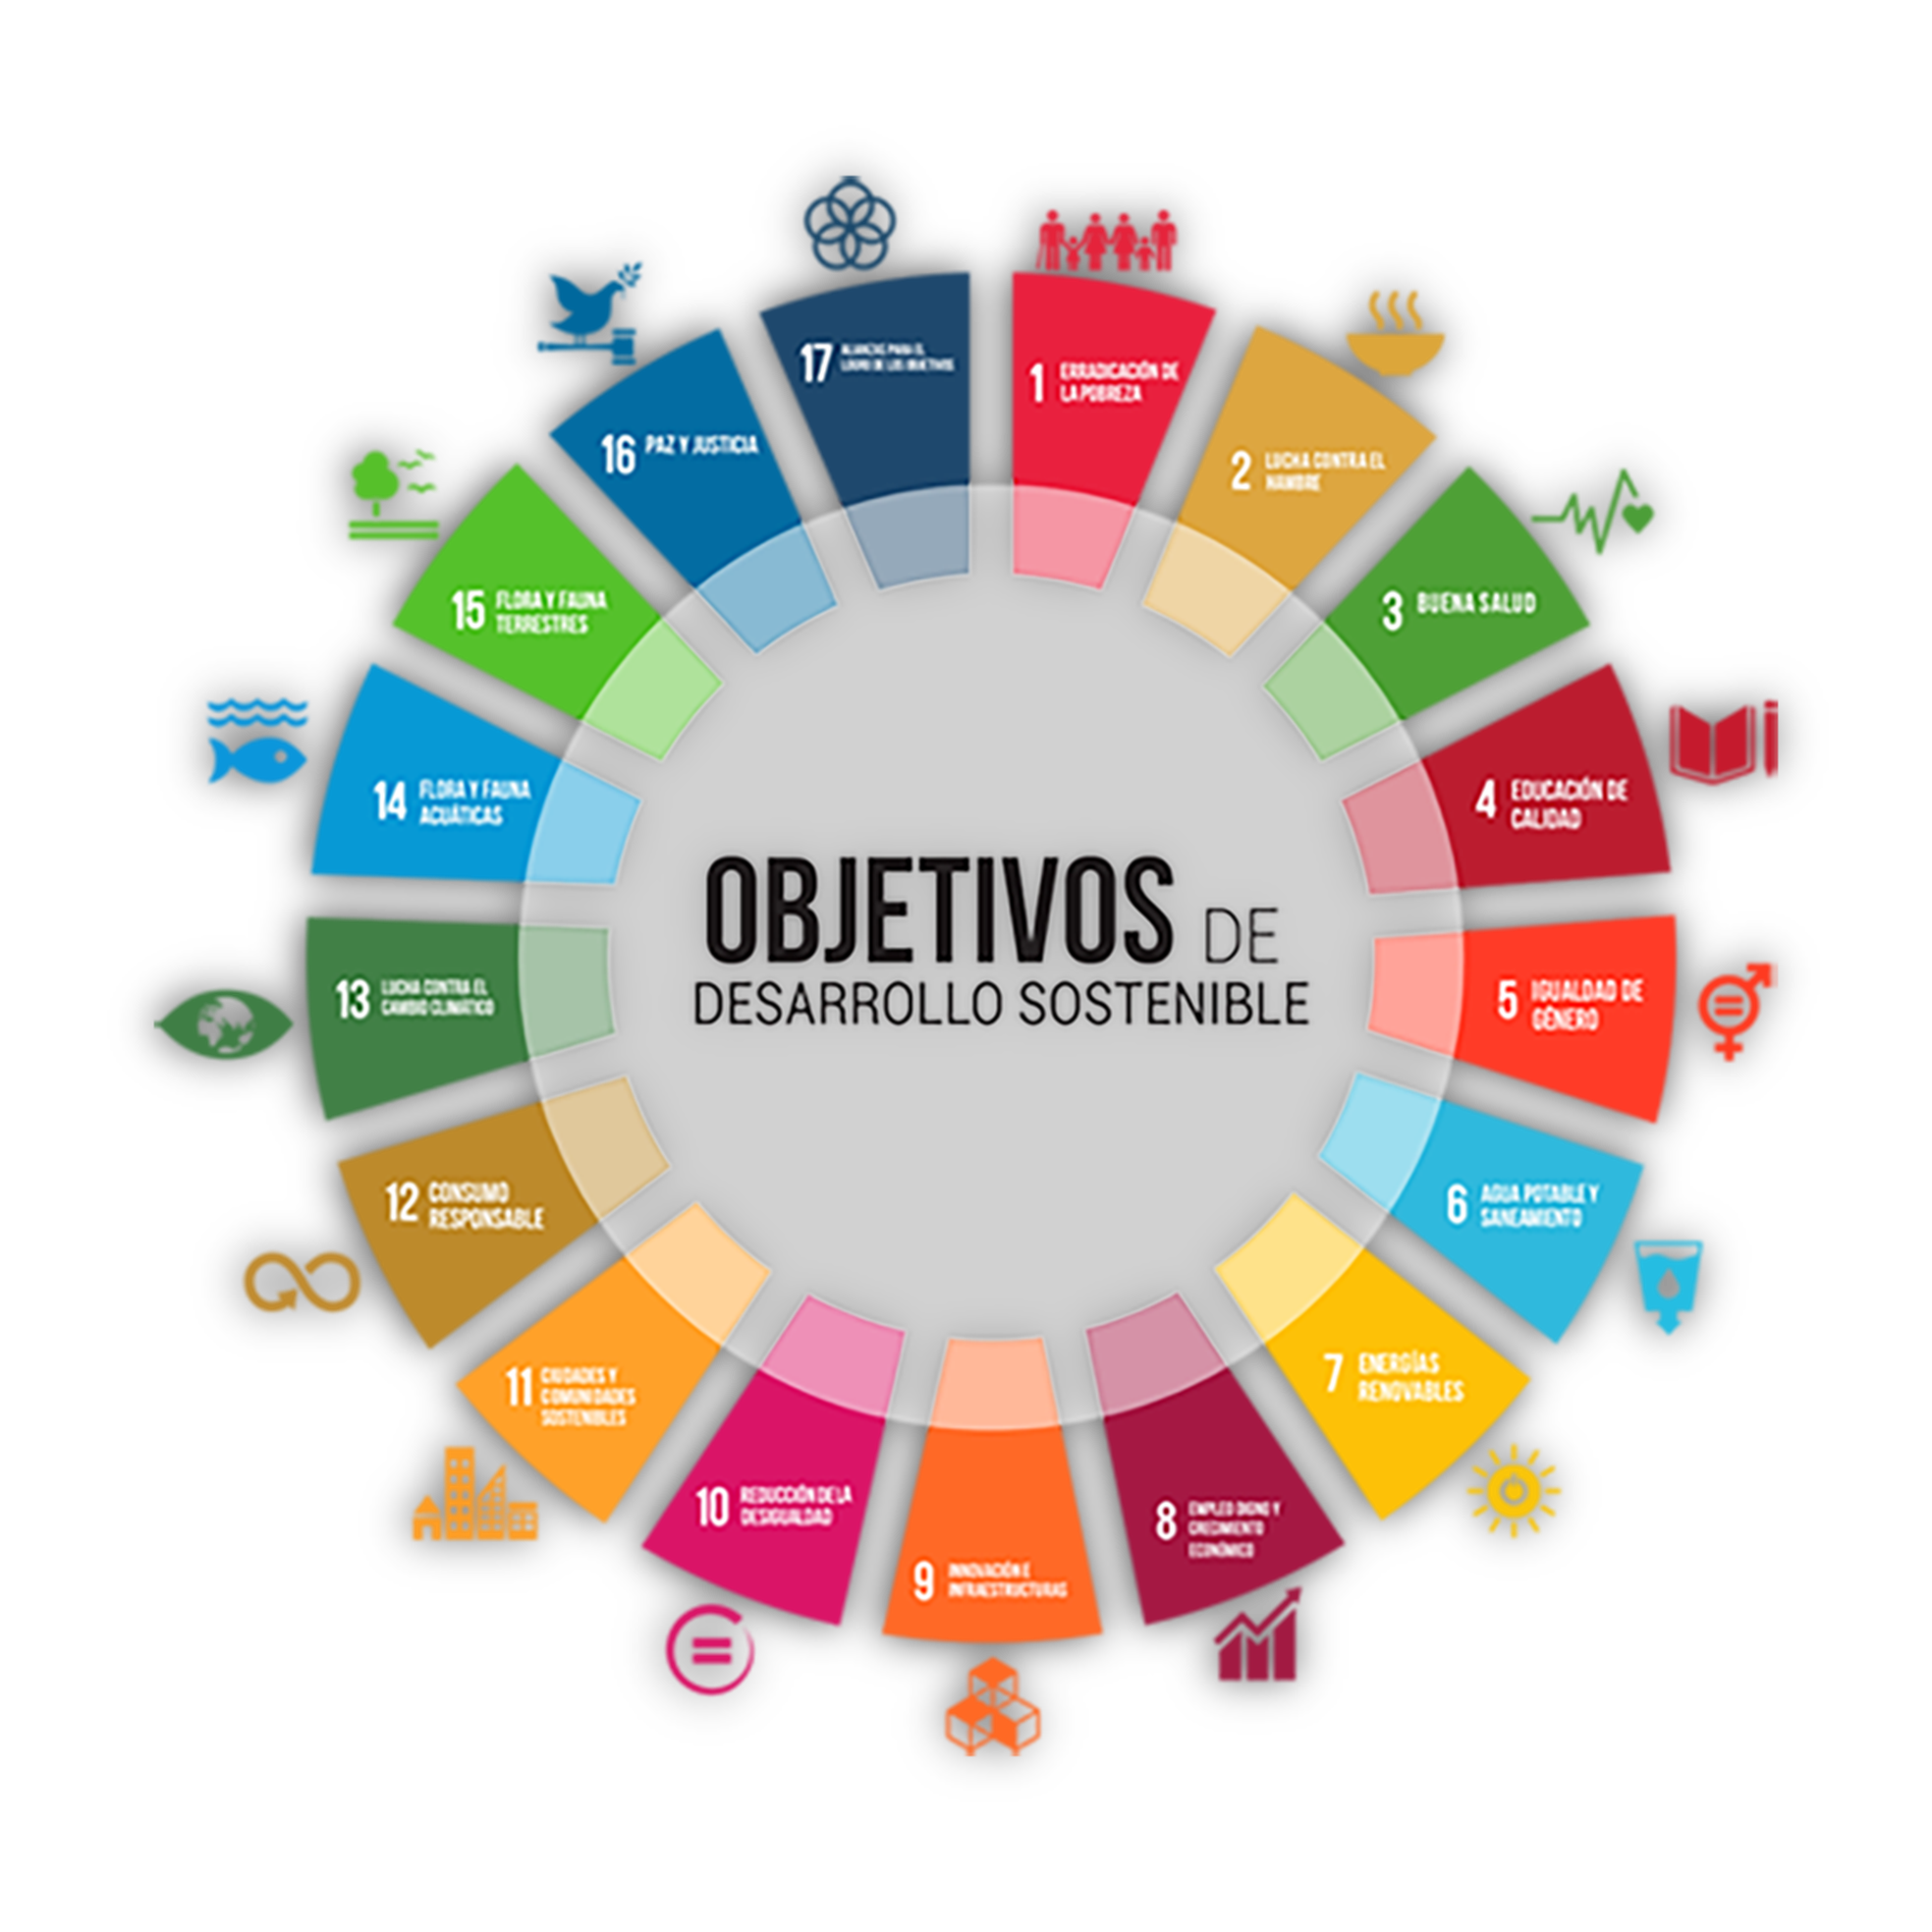 OBJETIVOS DE
DESARROLLO SOSTENIBLE
1 ERRADICACIÓN DE
LA POBREZA
2 LUCHA CONTRA EL
HAMBRE
3 BUENA SALUD
4 EDUCACIÓN DE
CALIDAD
5 IGUALDAD DE
GÉNERO
6 AGUA POTABLE Y
SANEAMIENTO
7 ENERGÍAS
RENOVABLES
8 EMPLEO DIGNO Y
CRECIMIENTO
ECONÓMICO
9 INNOVACIÓN E
INFRAESTRUCTURAS
10 REDUCCIÓN DE LA
DESIGUALDAD
11 CIUDADES Y
COMUNIDADES
SOSTENIBLES
12 CONSUMO
RESPONSABLE
13 LUCHA CONTRA EL
CAMBIO CLIMÁTICO
14 FLORA Y FAUNA
ACUÁTICAS
15 FLORA Y FAUNA
TERRESTRES
16 PAZ Y JUSTICIA
17 ALIANZAS PARA EL
LOGRO DE LOS OBJETIVOS